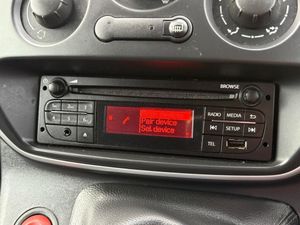 BROWSE
Pair device
Sel. device
RADIO MEDIA
SETUP
TEL